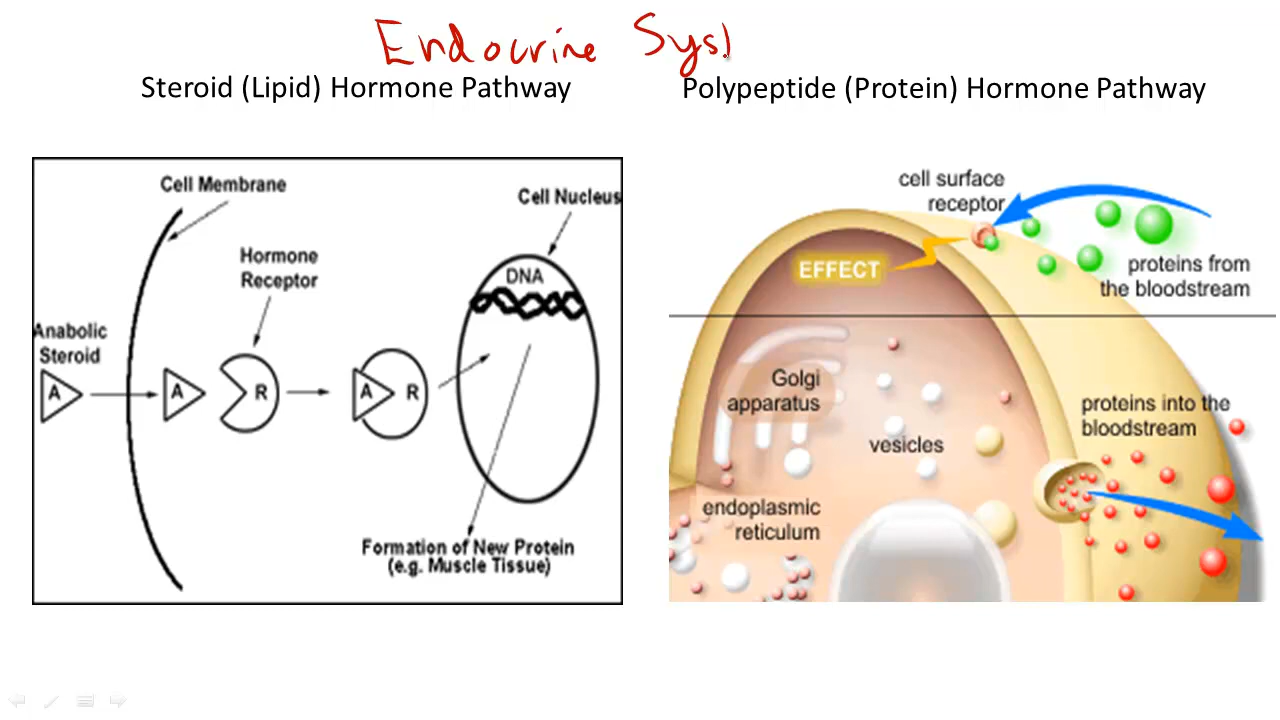 Endocrine Syst
Steroid (Lipid) Hormone Pathway
Polypeptide (Protein) Hormone Pathway
Cell Membrane
Cell Nucleus
Hormone
Receptor
DNA
Anabolic
Steroid
A
A
R
A
R
Formation of New Protein
(e.g. Muscle Tissue)
cell surface
receptor
EFFECT
proteins from
the bloodstream
Golgi
apparatus
vesicles
proteins into the
bloodstream
endoplasmic
reticulum